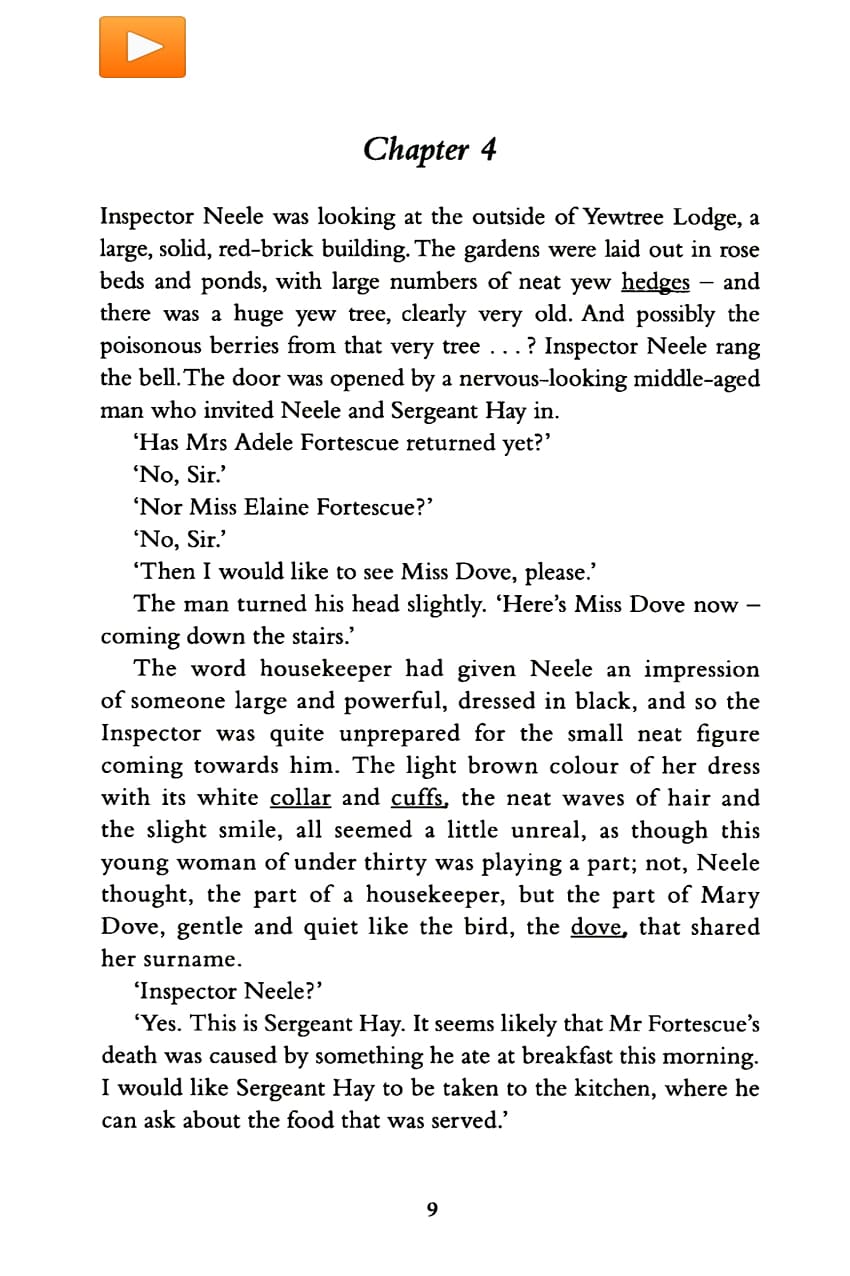 Chapter 4
Inspector Neele was looking at the outside of Yewtree Lodge, a
large, solid, red-brick building. The gardens were laid out in rose
beds and ponds, with large numbers of neat yew hedges – and
there was a huge yew tree, clearly very old. And possibly the
poisonous berries from that very tree . . . ? Inspector Neele rang
the bell. The door was opened by a nervous-looking middle-aged
man who invited Neele and Sergeant Hay in.
‘Has Mrs Adele Fortescue returned yet?’
‘No, Sir.’
‘Nor Miss Elaine Fortescue?’
‘No, Sir.’
‘Then I would like to see Miss Dove, please.’
The man turned his head slightly. ‘Here’s Miss Dove now –
coming down the stairs.’
The word housekeeper had given Neele an impression
of someone large and powerful, dressed in black, and so the
Inspector was quite unprepared for the small neat figure
coming towards him. The light brown colour of her dress
with its white collar and cuffs, the neat waves of hair and
the slight smile, all seemed a little unreal, as though this
young woman of under thirty was playing a part; not, Neele
thought, the part of a housekeeper, but the part of Mary
Dove, gentle and quiet like the bird, the dove, that shared
her surname.
‘Inspector Neele?’
‘Yes. This is Sergeant Hay. It seems likely that Mr Fortescue’s
death was caused by something he ate at breakfast this morning.
I would like Sergeant Hay to be taken to the kitchen, where he
can ask about the food that was served.’
9